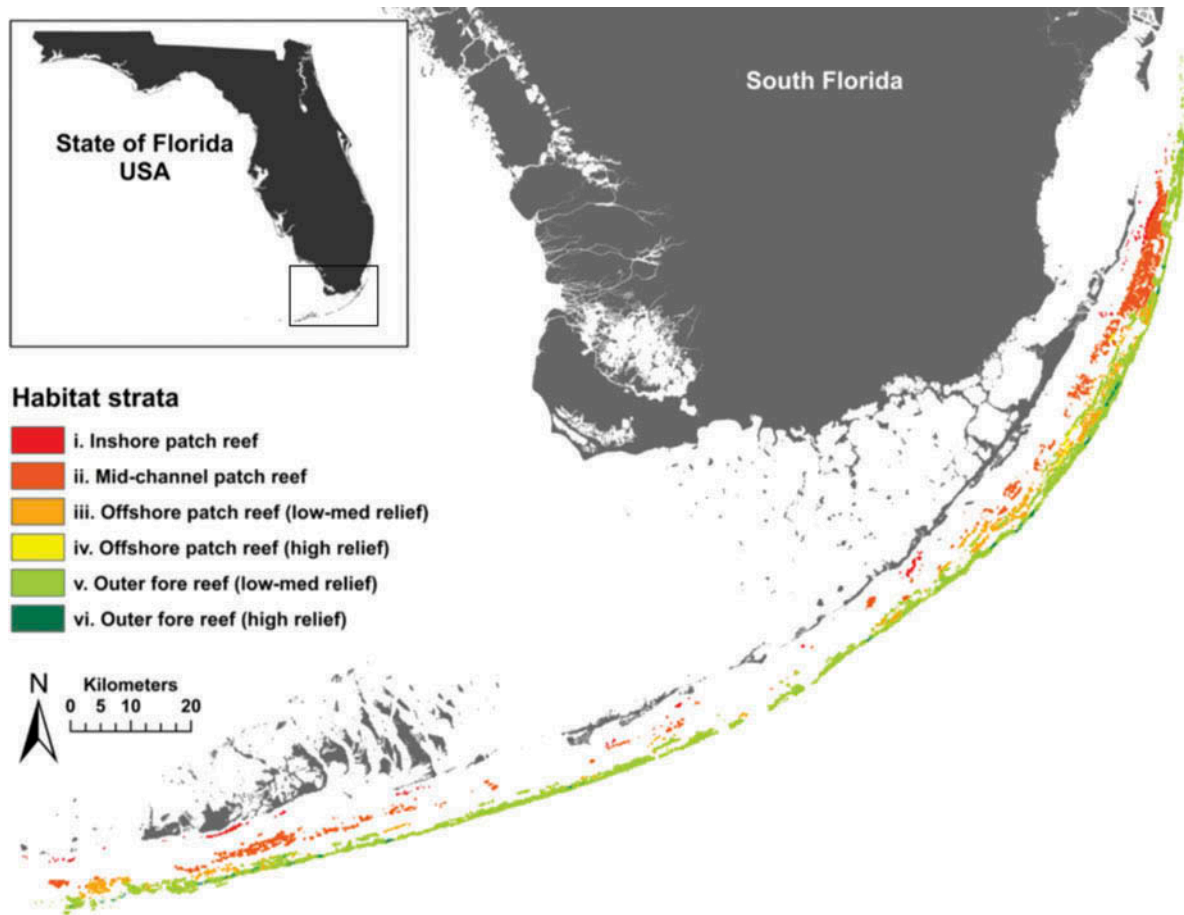 State of Florida
USA
South Florida
Habitat strata
i. Inshore patch reef
ii. Mid-channel patch reef
iii. Offshore patch reef (low-med relief)
iv. Offshore patch reef (high relief)
v. Outer fore reef (low-med relief)
vi. Outer fore reef (high relief)
N
Kilometers
0 5 10 20